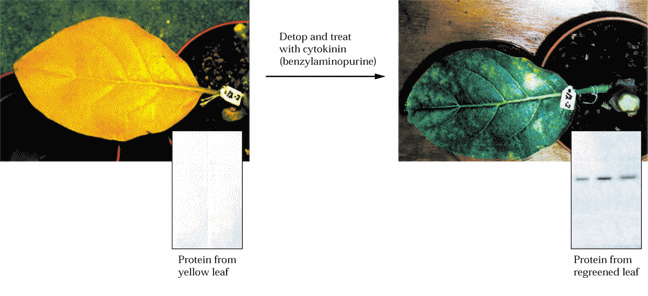 Detop and treat
with cytokinin
(benzylaminopurine)
Protein from
yellow leaf
Protein from
regreened leaf